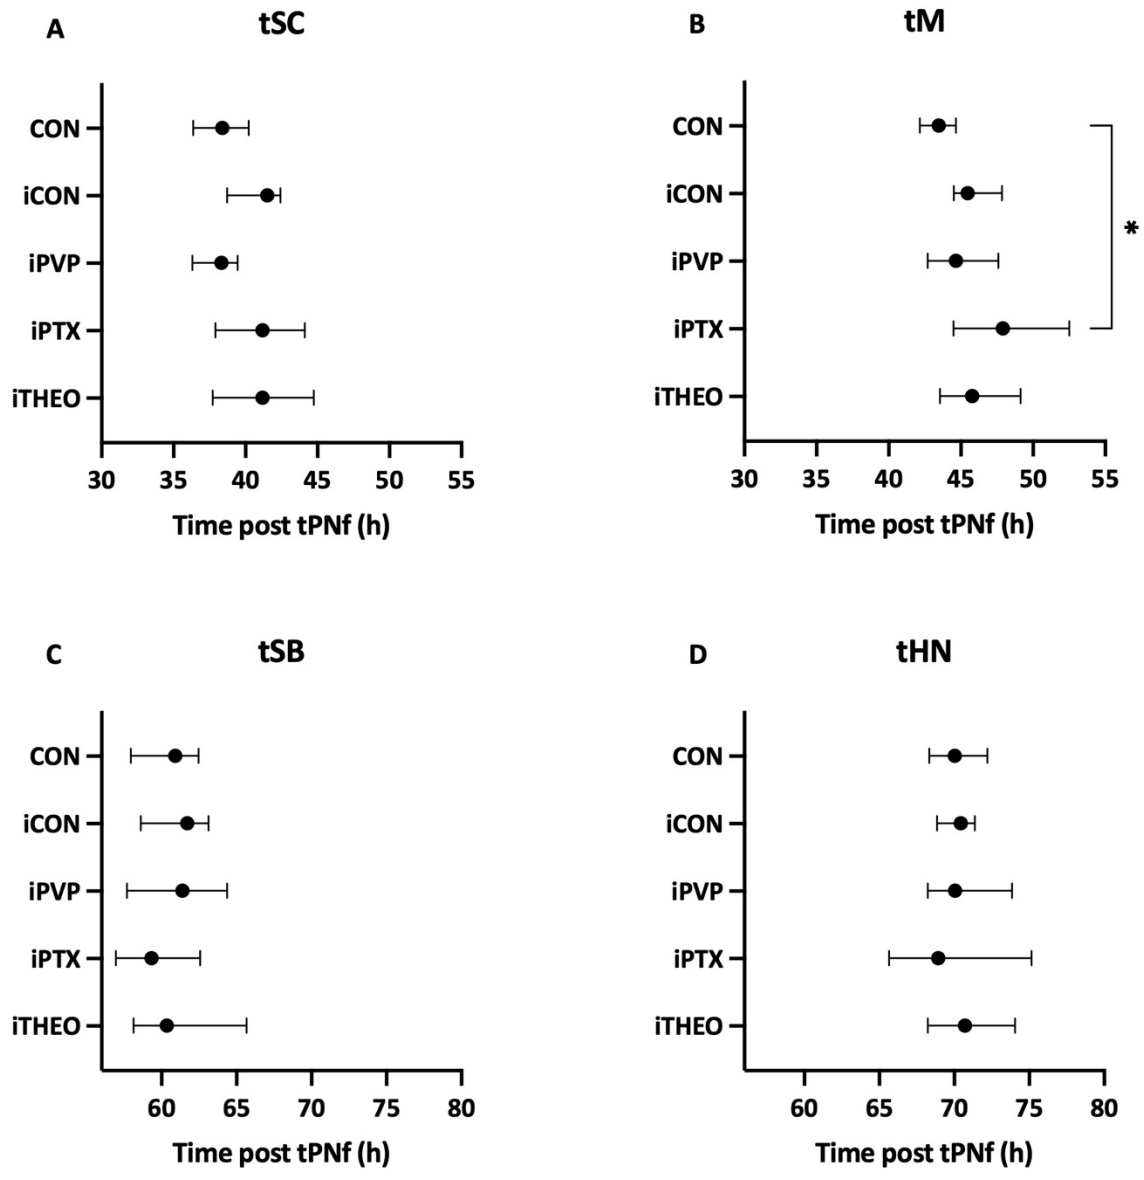 A
tSC
CON
iCON
iPVP
iPTX
iTHEO
30 35 40 45 50 55
Time post tPNf (h)
B
tM
CON
iCON
iPVP
iPTX
iTHEO
*
30 35 40 45 50 55
Time post tPNf (h)
C
tSB
CON
iCON
iPVP
iPTX
iTHEO
60 65 70 75 80
Time post tPNf (h)
D
tHN
CON
iCON
iPVP
iPTX
iTHEO
60 65 70 75 80
Time post tPNf (h)